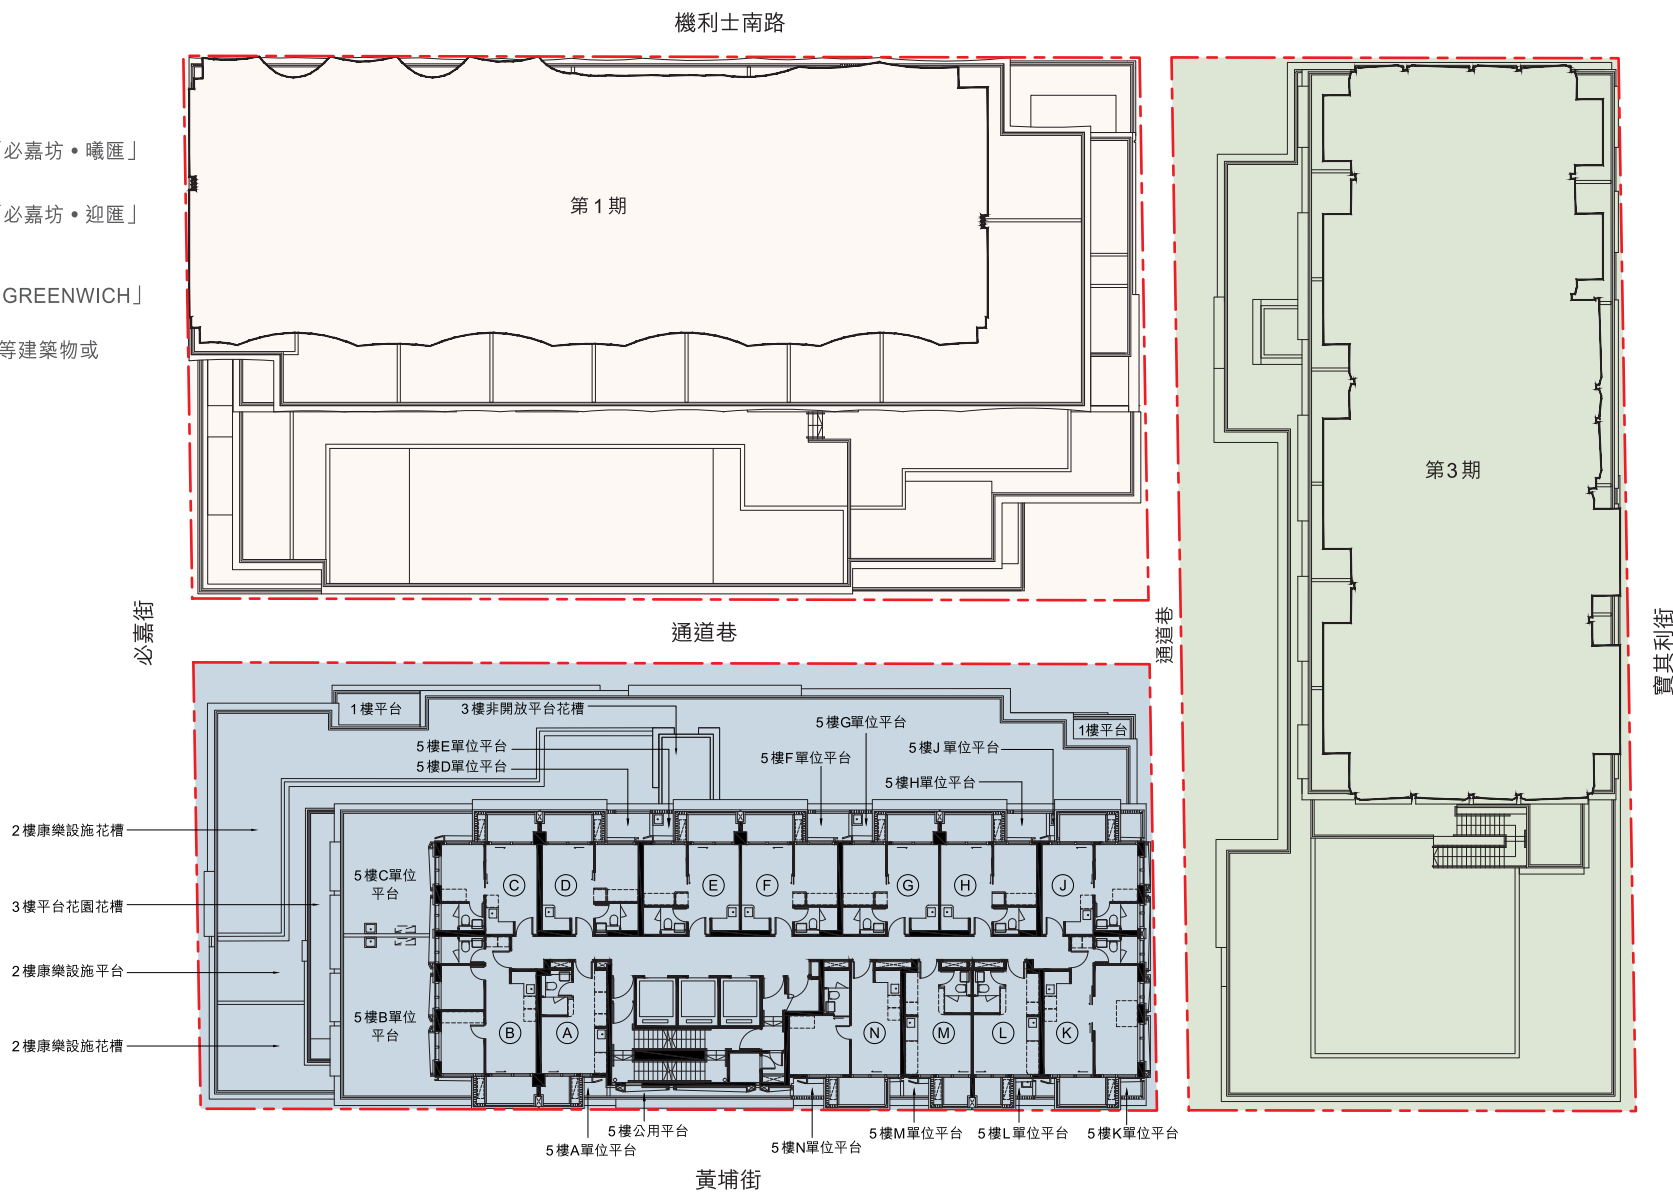 機利士南路
「必嘉坊•曦匯」
「必嘉坊•迎匯」
GREENWICH」
等建築物或
第1期
第3期
必嘉街
通道巷
通道巷
寶其利街
1樓平台
3樓非開放平台花槽
5樓G單位平台
1樓平台
5樓E單位平台
5樓J單位平台
5樓D單位平台
5樓F單位平台
5樓H單位平台
2樓康樂設施花槽
5樓C單位
平台
C
D
E
F
G
H
J
3樓平台花園花槽
2樓康樂設施平台
5樓B單位
平台
B
A
N
M
L
K
2樓康樂設施花槽
5樓公用平台
5樓A單位平台
5樓N單位平台
5樓M單位平台
5樓L單位平台
5樓K單位平台
黃埔街